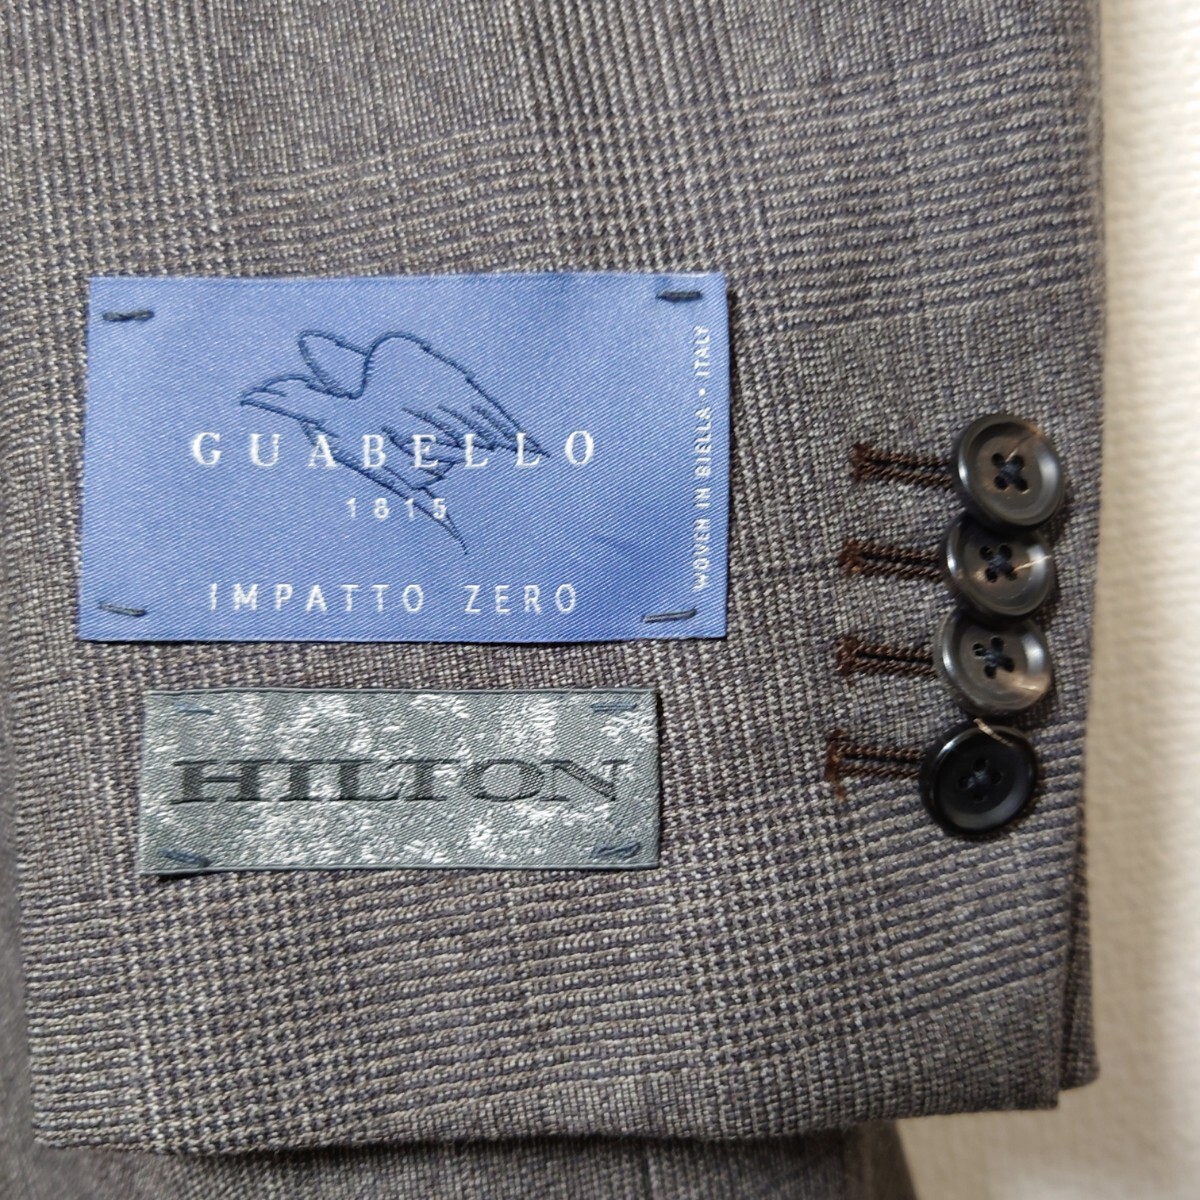 GUABELLO
1815
IMPATTO ZERO
WOVEN IN BIELLA • ITALY
HILTON